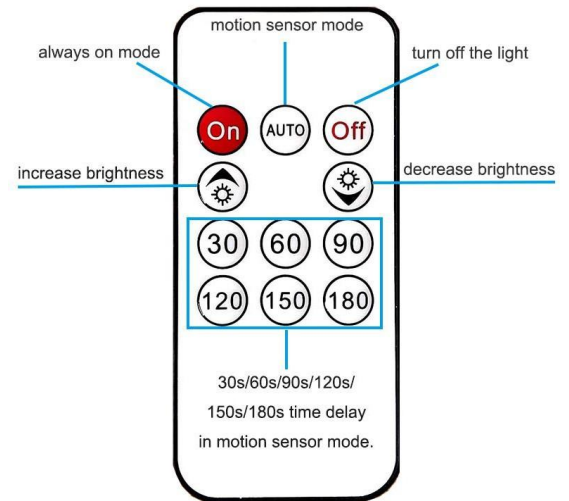 motion sensor mode
always on mode
turn off the light
On
AUTO
Off
increase brightness
decrease brightness
30
60
90
120
150
180
30s/60s/90s/120s/
150s/180s time delay
in motion sensor mode.